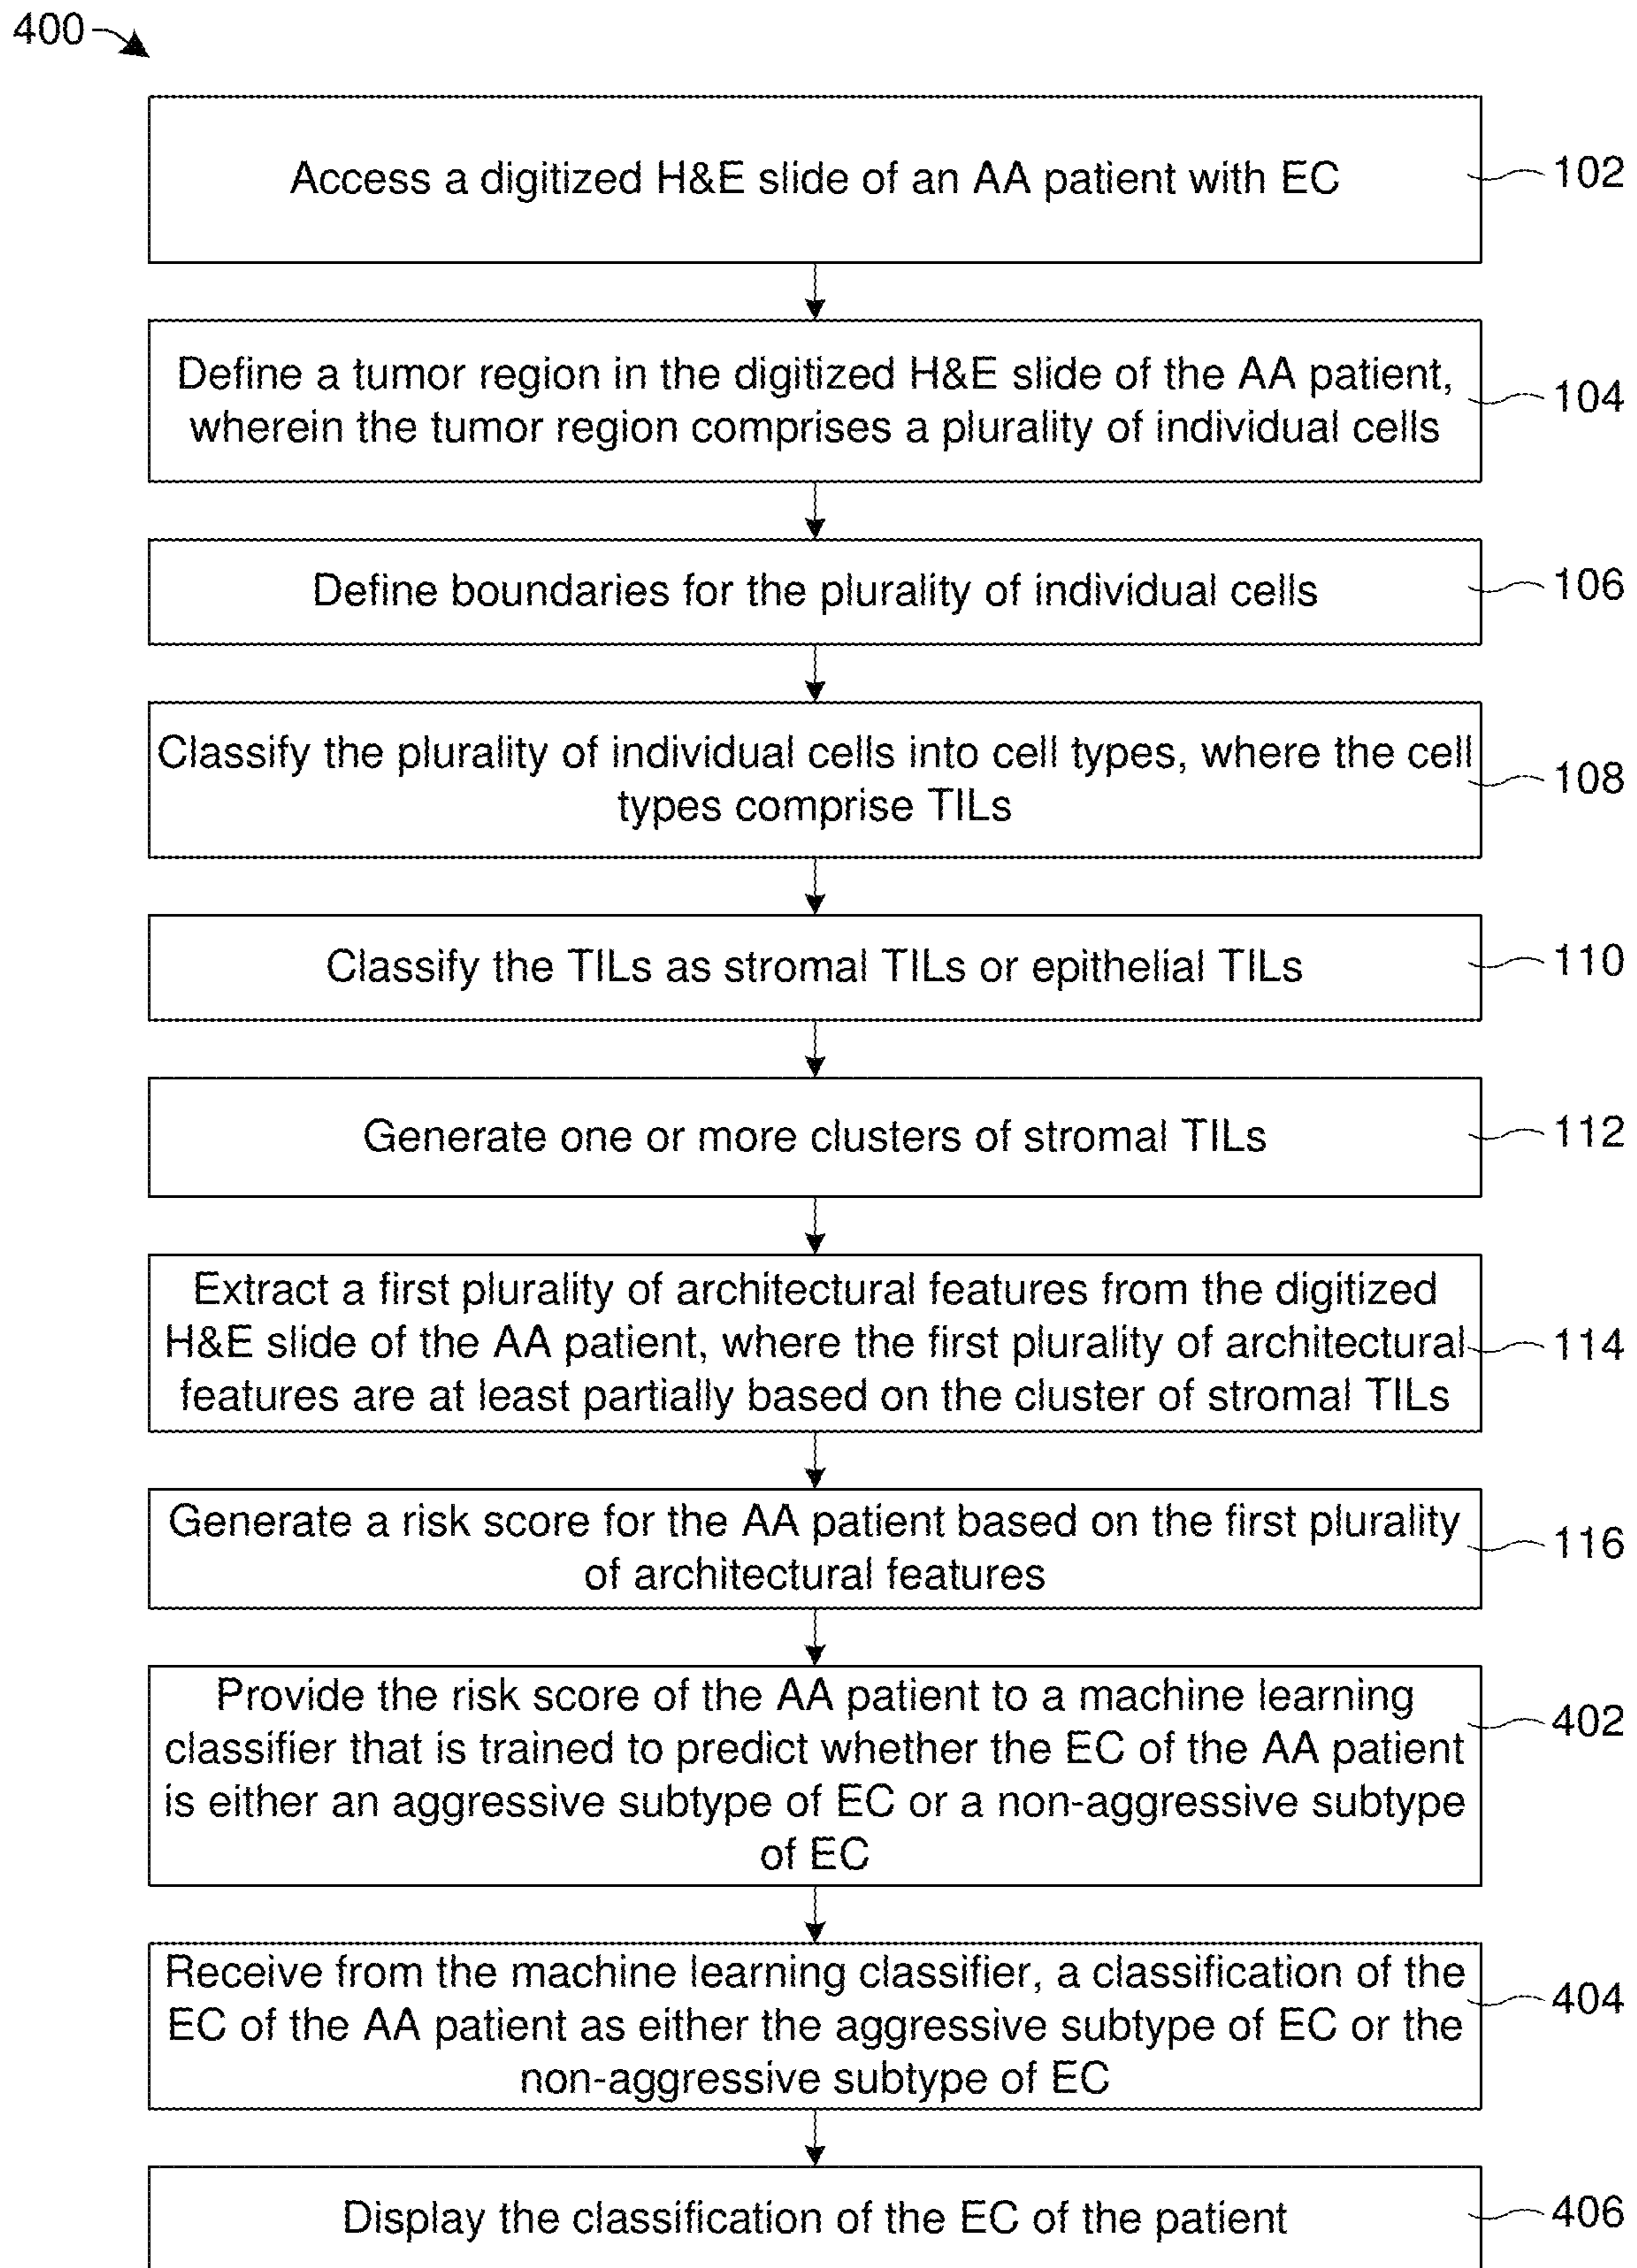 400
Access a digitized H&E slide of an AA patient with EC
102
Define a tumor region in the digitized H&E slide of the AA patient,
wherein the tumor region comprises a plurality of individual cells
104
Define boundaries for the plurality of individual cells
106
Classify the plurality of individual cells into cell types, where the cell
types comprise TILs
108
Classify the TILs as stromal TILs or epithelial TILs
110
Generate one or more clusters of stromal TILs
112
Extract a first plurality of architectural features from the digitized
H&E slide of the AA patient, where the first plurality of architectural
features are at least partially based on the cluster of stromal TILs
114
Generate a risk score for the AA patient based on the first plurality
of architectural features
116
Provide the risk score of the AA patient to a machine learning
classifier that is trained to predict whether the EC of the AA patient
is either an aggressive subtype of EC or a non-aggressive subtype
of EC
402
Receive from the machine learning classifier, a classification of the
EC of the AA patient as either the aggressive subtype of EC or the
non-aggressive subtype of EC
404
Display the classification of the EC of the patient
406